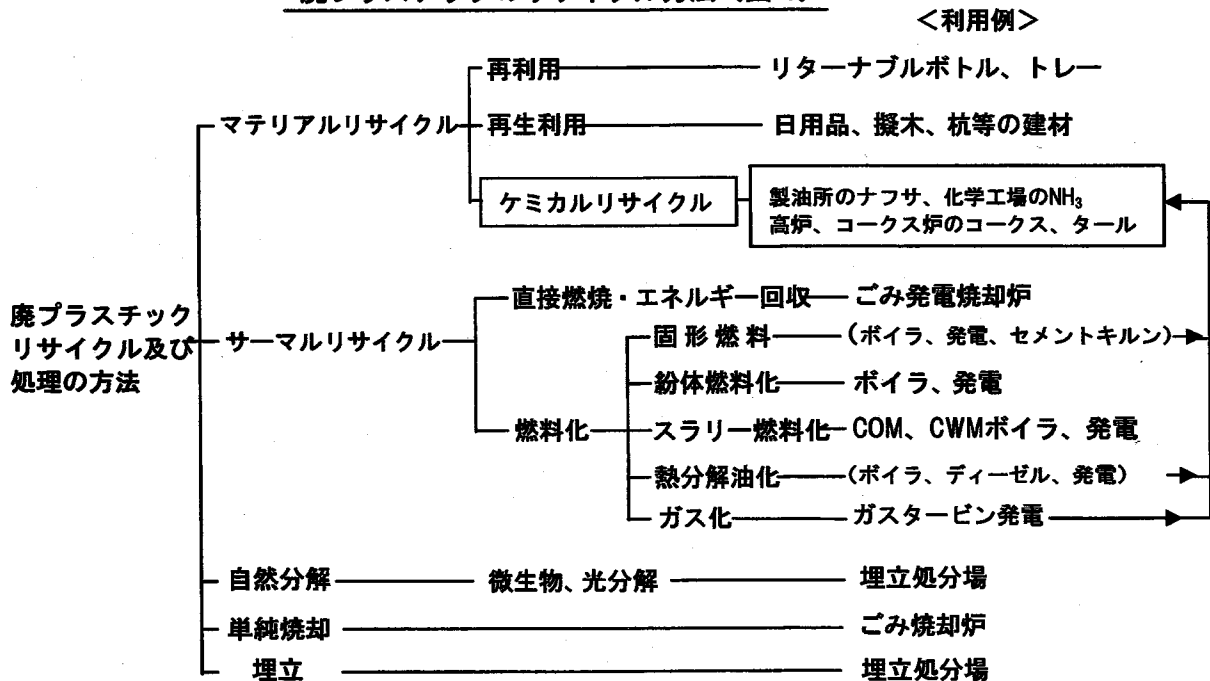 <利用例>
再利用 リターナブルボトル、トレー
マテリアルリサイクル 再生利用 日用品、擬木、杭等の建材
ケミカルリサイクル 製油所のナフサ、化学工場のNH₃
高炉、コークス炉のコークス、タール
直接燃焼・エネルギー回収 ごみ発電焼却炉
廃プラスチック
リサイクル及び
処理の方法
サーマルリサイクル
固形燃料 (ボイラ、発電、セメントキルン)
紛体燃料化 ボイラ、発電
燃料化 スラリー燃料化 COM、CWMボイラ、発電
熱分解油化 (ボイラ、ディーゼル、発電)
ガス化 ガスタービン発電
自然分解 微生物、光分解 埋立処分場
単純焼却 ごみ焼却炉
埋立 埋立処分場